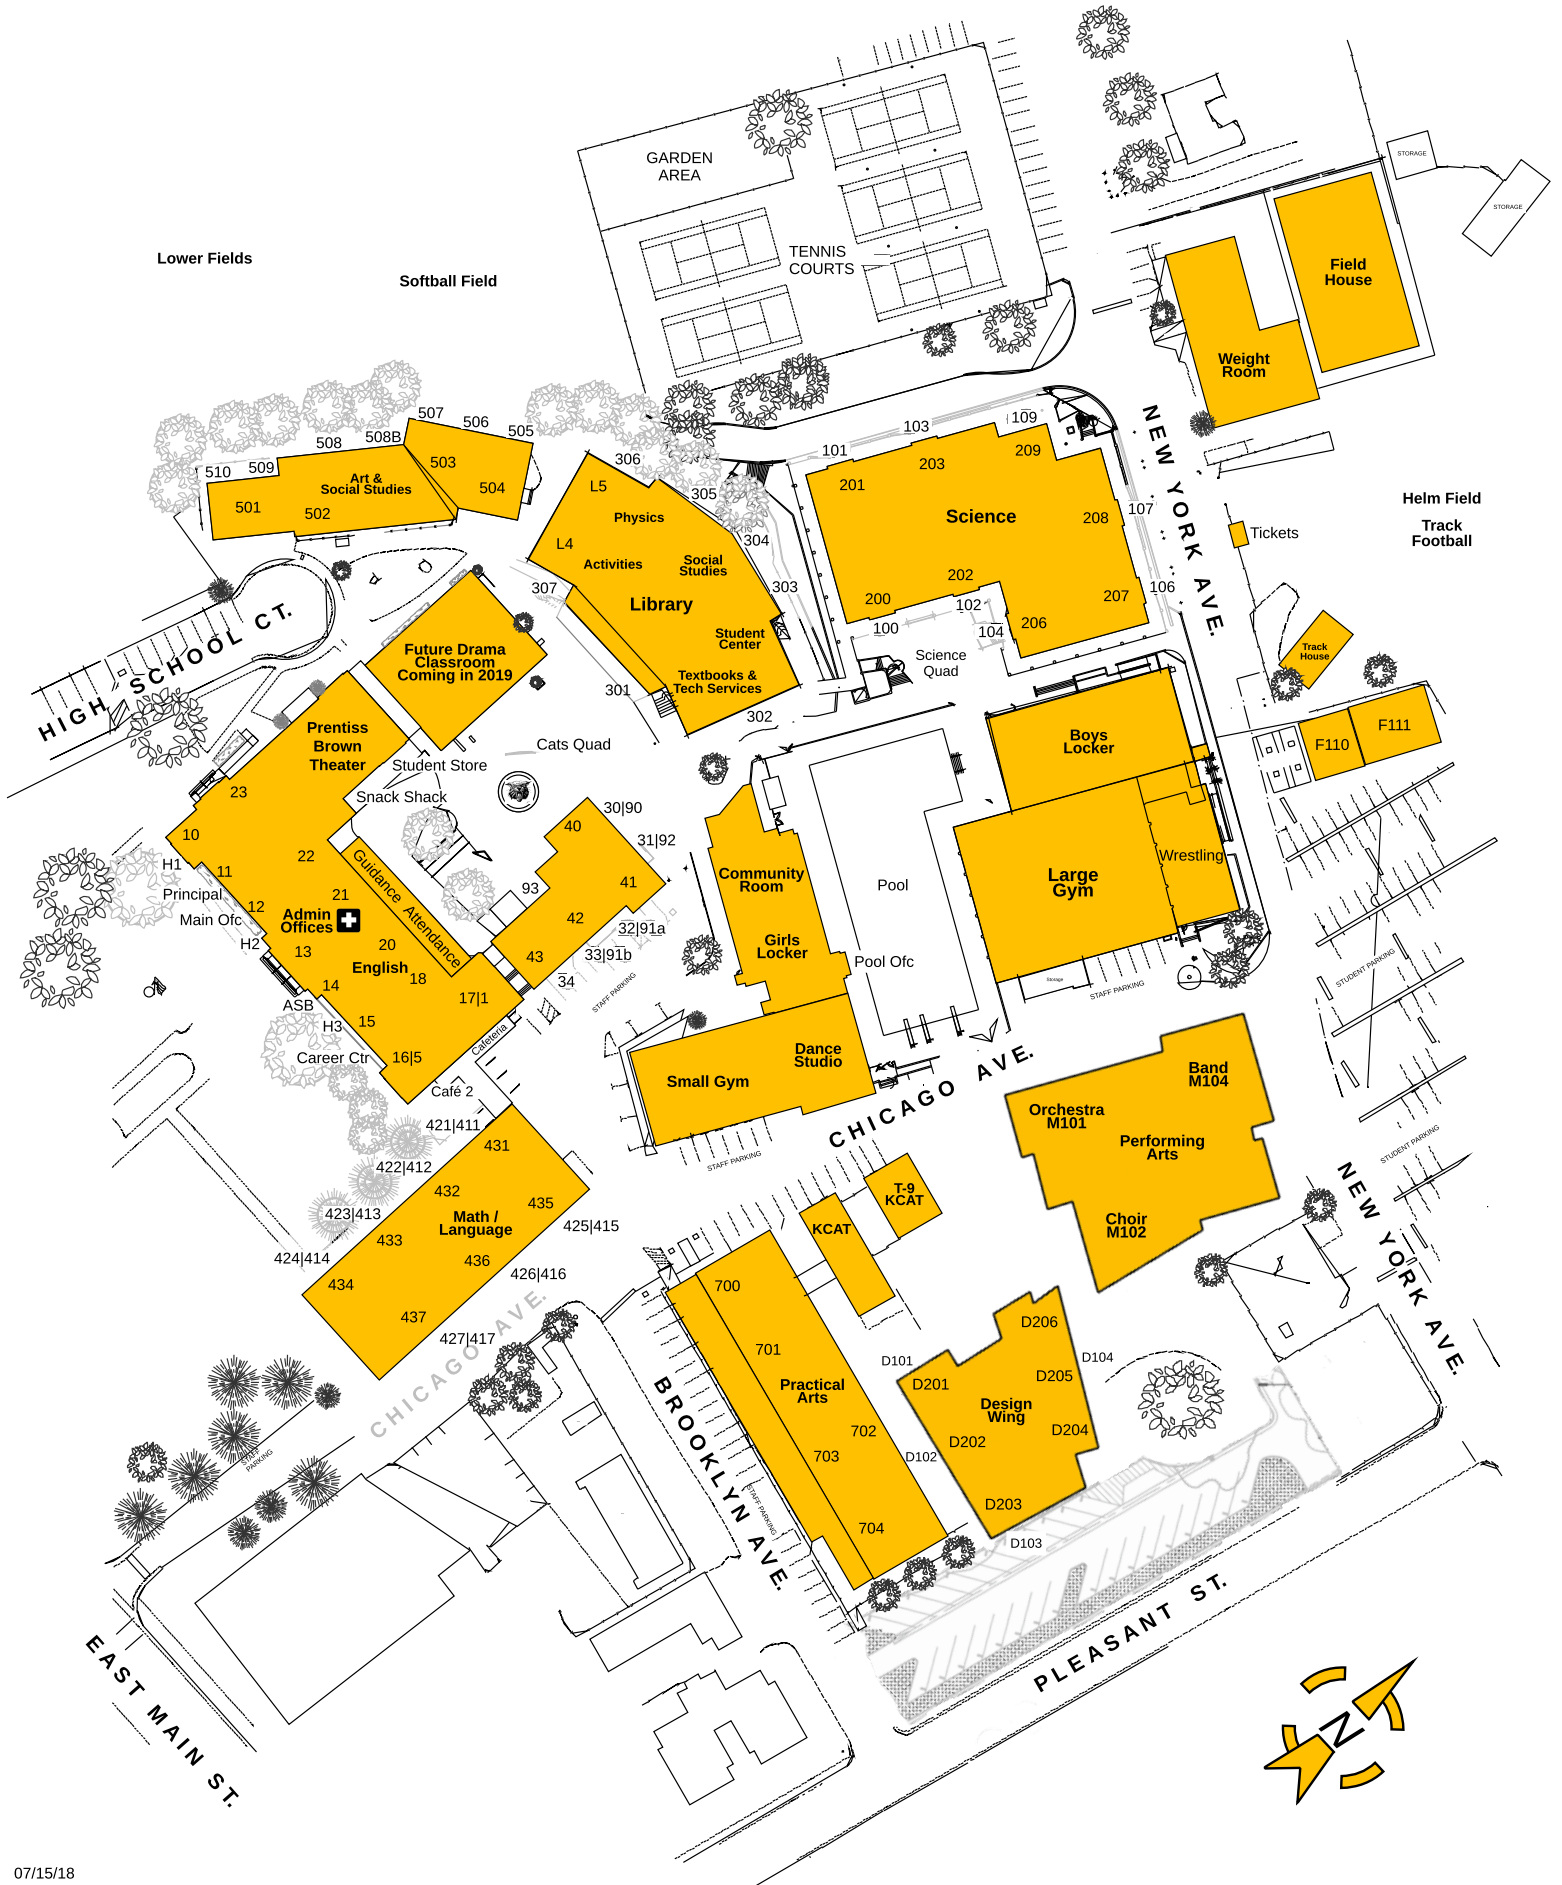 GARDEN
AREA
TENNIS
COURTS
STORAGE
STORAGE
Lower Fields
Softball Field
Field
House
Weight
Room
NEW YORK AVE.
Helm Field
Track
Football
Tickets
Track
House
F110
F111
507
506
505
508B
508
509
510
503
504
Art &
Social Studies
501
502
306
305
304
303
307
301
302
L5
Physics
L4
Activities
Social
Studies
Library
Student
Center
Textbooks &
Tech Services
101
103
109
209
203
201
Science
208
107
202
200
207
106
206
102
100
104
Science
Quad
HIGH SCHOOL CT.
Future Drama
Classroom
Coming in 2019
Prentiss
Brown
Theater
Student Store
Snack Shack
Cats Quad
23
10
H1
11
22
Principal
12
21
Main Ofc
Admin
Offices
H2
13
20
English
18
14
17|1
ASB
H3
15
Career Ctr
16|5
Guidance
Attendance
Cafeteria
Café 2
30|90
40
31|92
93
41
42
32|91a
43
33|91b
34
STAFF PARKING
Boys
Locker
Wrestling
Large
Gym
Community
Room
Pool
Girls
Locker
Pool Ofc
Storage
STAFF PARKING
STUDENT PARKING
Dance
Studio
Small Gym
CHICAGO AVE.
STAFF PARKING
Band
M104
Orchestra
M101
Performing
Arts
Choir
M102
STUDENT PARKING
NEW YORK AVE.
T-9
KCAT
KCAT
421|411
431
422|412
432
423|413
435
Math /
Language
425|415
433
424|414
436
426|416
434
437
427|417
CHICAGO AVE.
STAFF
PARKING
700
701
Practical
Arts
702
703
704
BROOKLYN AVE.
STAFF PARKING
D206
D101
D104
D201
D205
Design
Wing
D204
D202
D102
D203
D103
PLEASANT ST.
EAST MAIN ST.
N
07/15/18